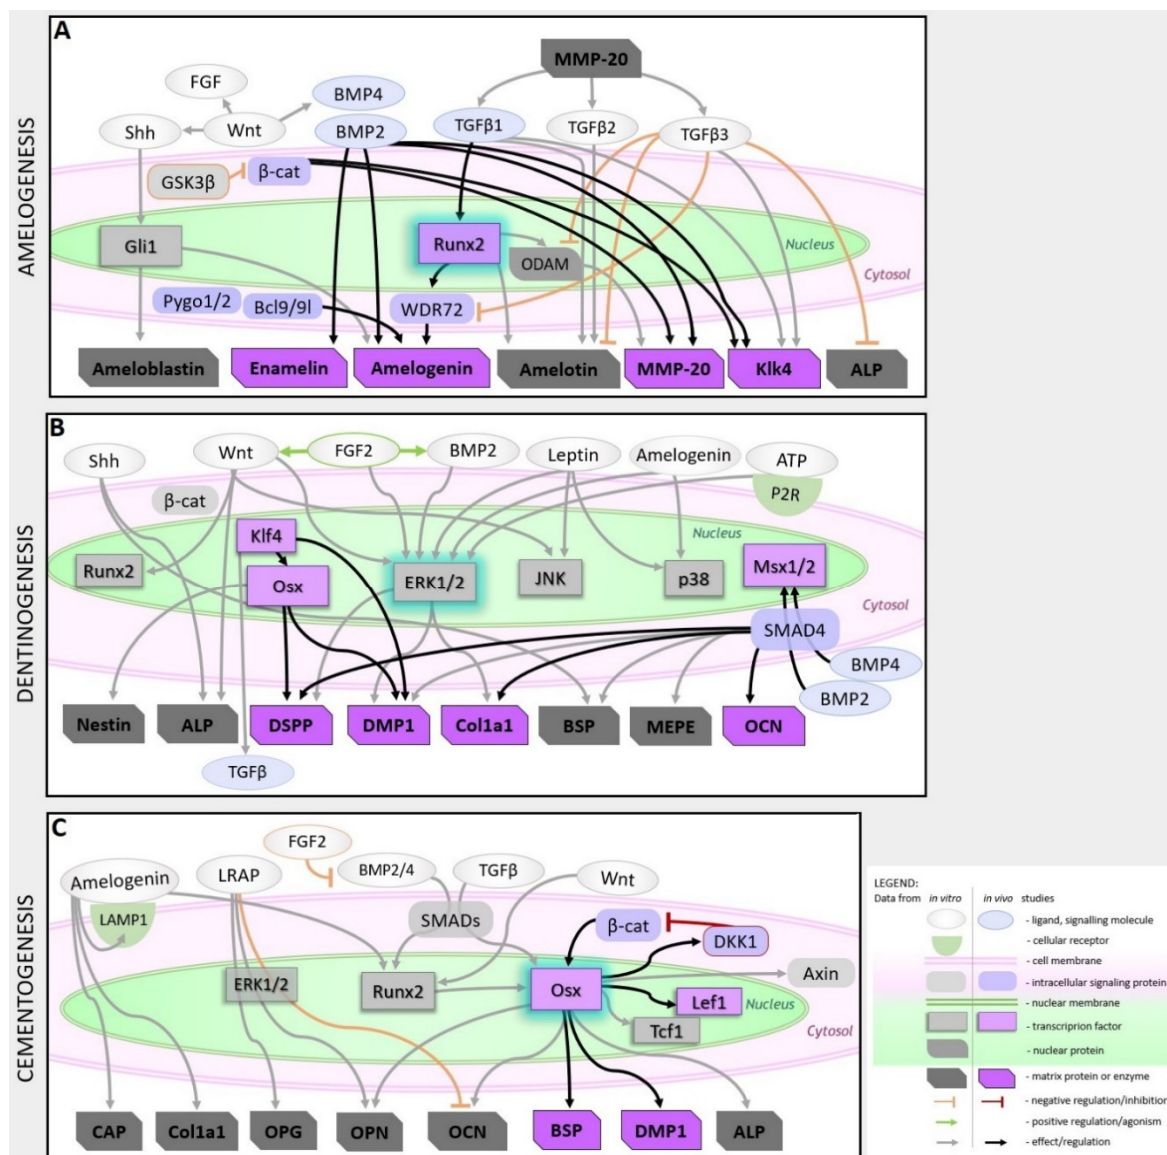 A
AMELOGENESIS
MMP-20
FGF
BMP4
Shh
Wnt
BMP2
TGFβ1
TGFβ2
TGFβ3
GSK3β
β-cat
Gli1
Runx2
ODAM
Nucleus
Cytosol
Pygo1/2
Bcl9/9l
WDR72
Ameloblastin
Enamelin
Amelogenin
Amelotin
MMP-20
Klk4
ALP
B
DENTINOGENESIS
Shh
Wnt
FGF2
BMP2
Leptin
Amelogenin
ATP
P2R
β-cat
Klf4
Nucleus
Runx2
Osx
ERK1/2
JNK
p38
Msx1/2
Cytosol
SMAD4
BMP4
BMP2
Nestin
ALP
DSPP
DMP1
Col1a1
BSP
MEPE
OCN
TGFβ
C
CEMENTOGENESIS
FGF2
Amelogenin
LRAP
BMP2/4
TGFβ
Wnt
LAMP1
SMADs
β-cat
DKK1
Axin
ERK1/2
Runx2
Osx
Lef1
Nucleus
Tcf1
Cytosol
CAP
Col1a1
OPG
OPN
OCN
BSP
DMP1
ALP
LEGEND:
Data from in vitro in vivo studies
- ligand, signalling molecule
- cellular receptor
- cell membrane
- intracellular signaling protein
- nuclear membrane
- transcriprion factor
- nuclear protein
- matrix protein or enzyme
- negative regulation/inhibition
- positive regulation/agonism
- effect/regulation